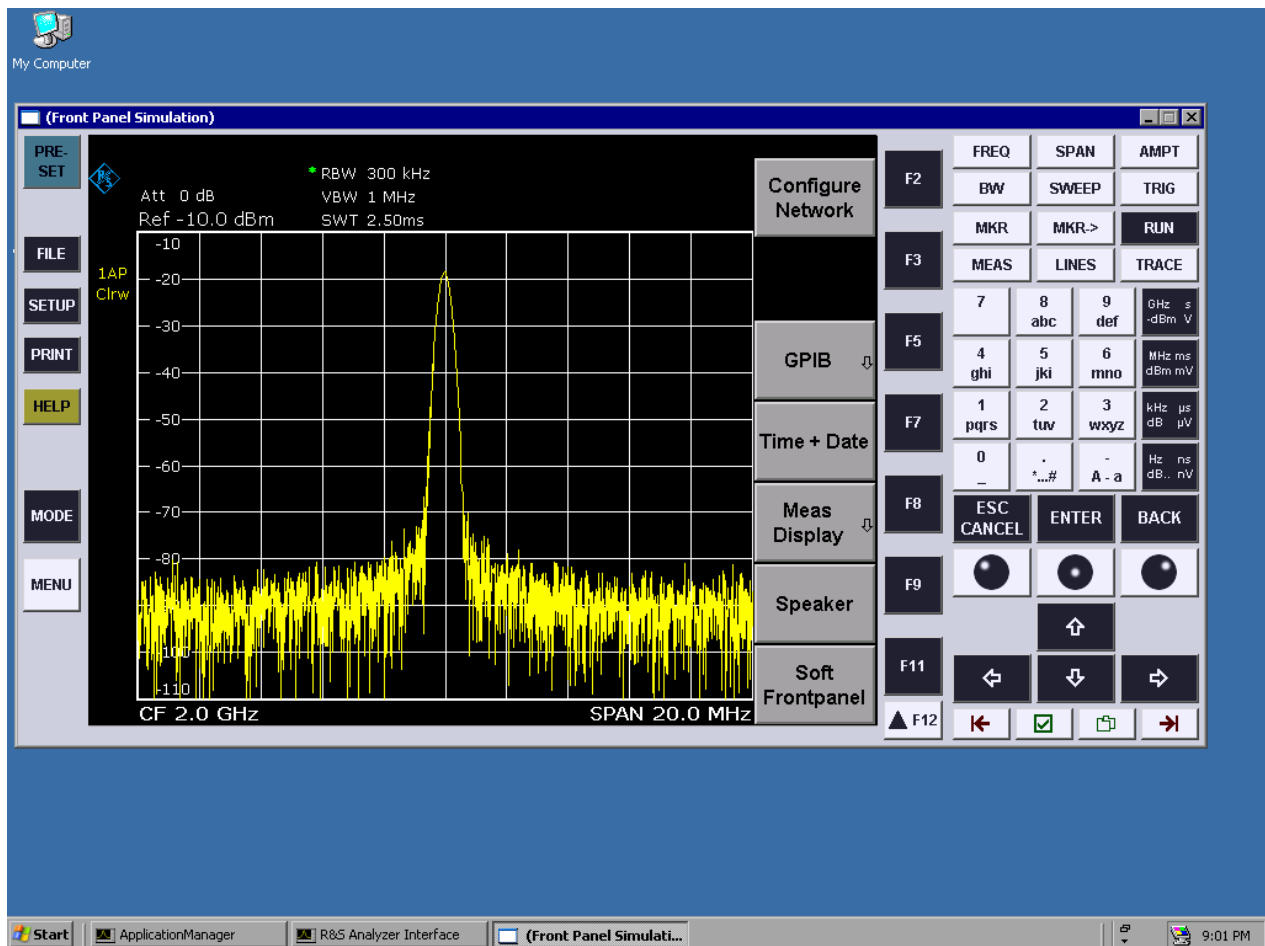 My Computer
(Front Panel Simulation)
PRE-
SET
FILE
SETUP
PRINT
HELP
MODE
MENU
R&S
* RBW 300 kHz
Att 0 dB
VBW 1 MHz
Ref -10.0 dBm
SWT 2.50ms
1AP
Clrw
-10
-20
-30
-40
-50
-60
-70
-80
-100
-110
CF 2.0 GHz
SPAN 20.0 MHz
Configure
Network
GPIB
Time + Date
Meas
Display
Speaker
Soft
Frontpanel
F2
F3
F5
F7
F8
F9
F11
F12
FREQ SPAN AMPT
BW SWEEP TRIG
MKR MKR-> RUN
MEAS LINES TRACE
7
8
abc
9
def
GHz s
-dBm V
4
ghi
5
jkl
6
mno
MHz ms
dBm mV
1
pqrs
2
tuv
3
wxyz
kHz µs
dB µV
0
_
.
*...#
-
A - a
Hz ns
dB.. nV
ESC
CANCEL
ENTER
BACK
Start
ApplicationManager
R&S Analyzer Interface
(Front Panel Simulati...
9:01 PM